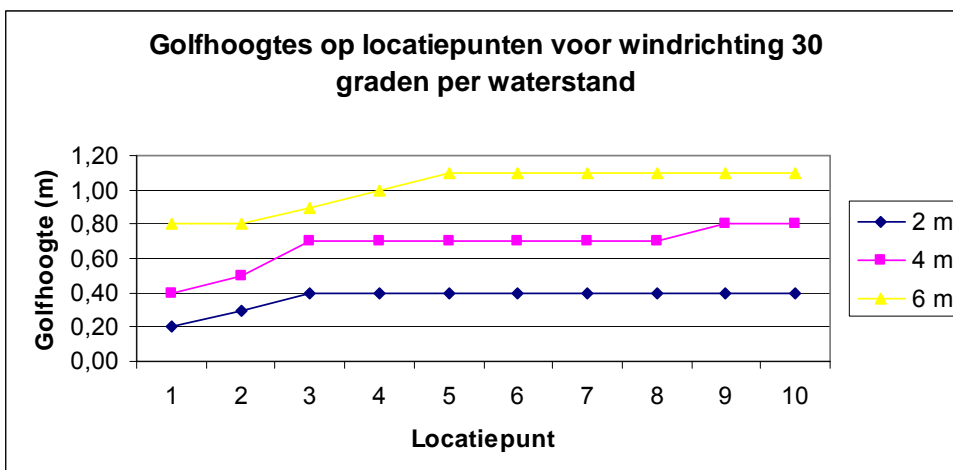 Golfhoogtes op locatiepunten voor windrichting 30
graden per waterstand
Golfhoogte (m)
1,20
1,00
0,80
0,60
0,40
0,20
0,00
1 2 3 4 5 6 7 8 9 10
Locatiepunt
2 m
4 m
6 m